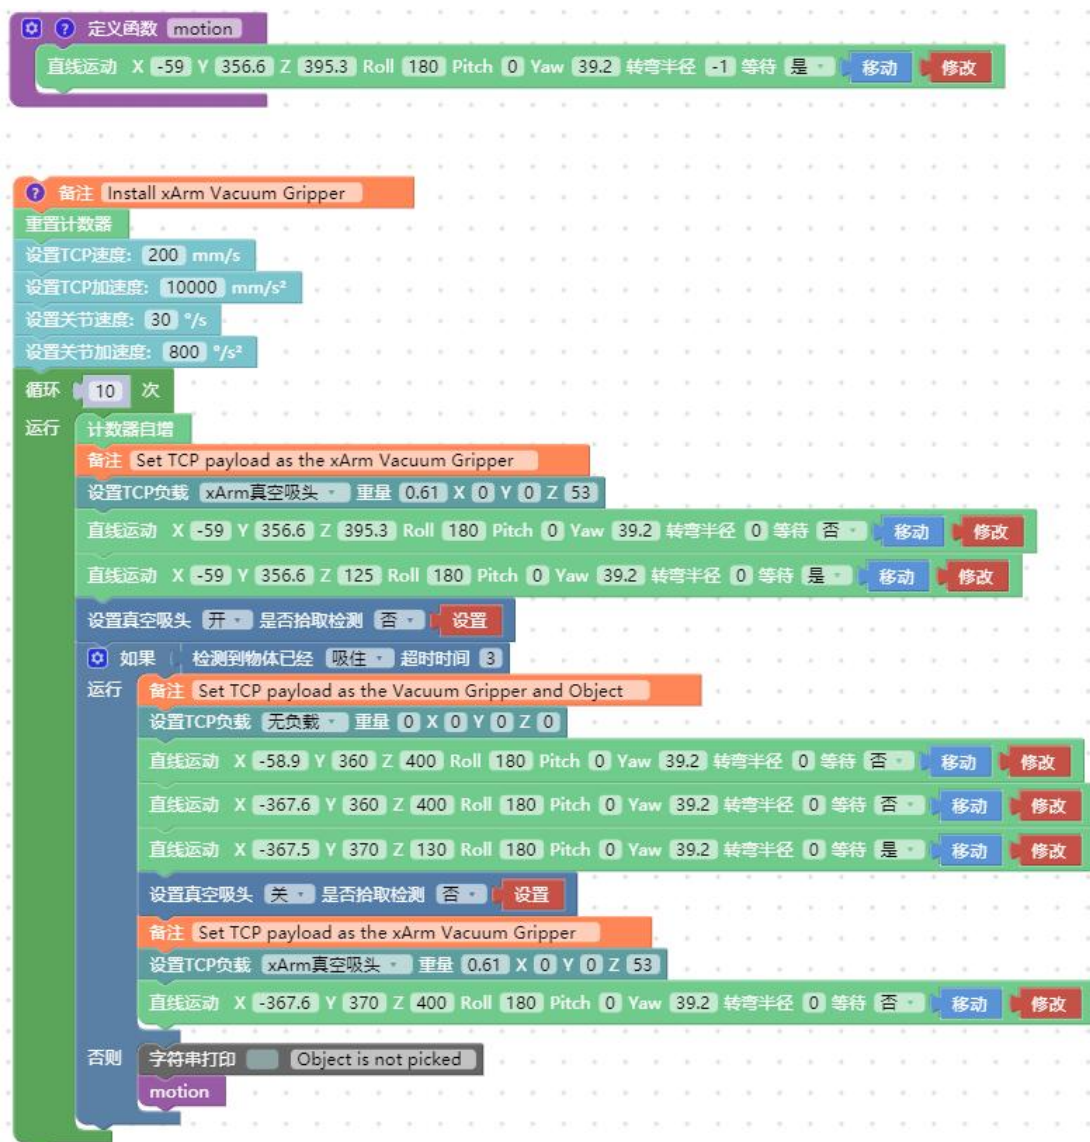 定义函数 motion
直线运动 X -59 Y 356.6 Z 395.3 Roll 180 Pitch 0 Yaw 39.2 转弯半径 -1 等待 是 移动 修改
备注 Install xArm Vacuum Gripper
重置计数器
设置TCP速度: 200 mm/s
设置TCP加速度: 10000 mm/s²
设置关节速度: 30 °/s
设置关节加速度: 800 °/s²
循环 10 次
运行 计数器自增
备注 Set TCP payload as the xArm Vacuum Gripper
设置TCP负载 xArm真空吸头 重量 0.61 X 0 Y 0 Z 53
直线运动 X -59 Y 356.6 Z 395.3 Roll 180 Pitch 0 Yaw 39.2 转弯半径 0 等待 否 移动 修改
直线运动 X -59 Y 356.6 Z 125 Roll 180 Pitch 0 Yaw 39.2 转弯半径 0 等待 是 移动 修改
设置真空吸头 开 是否拾取检测 否 设置
如果 检测到物体已经 吸住 超时时间 3
运行 备注 Set TCP payload as the Vacuum Gripper and Object
设置TCP负载 无负载 重量 0 X 0 Y 0 Z 0
直线运动 X -58.9 Y 360 Z 400 Roll 180 Pitch 0 Yaw 39.2 转弯半径 0 等待 否 移动 修改
直线运动 X -367.6 Y 360 Z 400 Roll 180 Pitch 0 Yaw 39.2 转弯半径 0 等待 否 移动 修改
直线运动 X -367.5 Y 370 Z 130 Roll 180 Pitch 0 Yaw 39.2 转弯半径 0 等待 是 移动 修改
设置真空吸头 关 是否拾取检测 否 设置
备注 Set TCP payload as the xArm Vacuum Gripper
设置TCP负载 xArm真空吸头 重量 0.61 X 0 Y 0 Z 53
直线运动 X -367.6 Y 370 Z 400 Roll 180 Pitch 0 Yaw 39.2 转弯半径 0 等待 否 移动 修改
否则 字符串打印 Object is not picked
motion